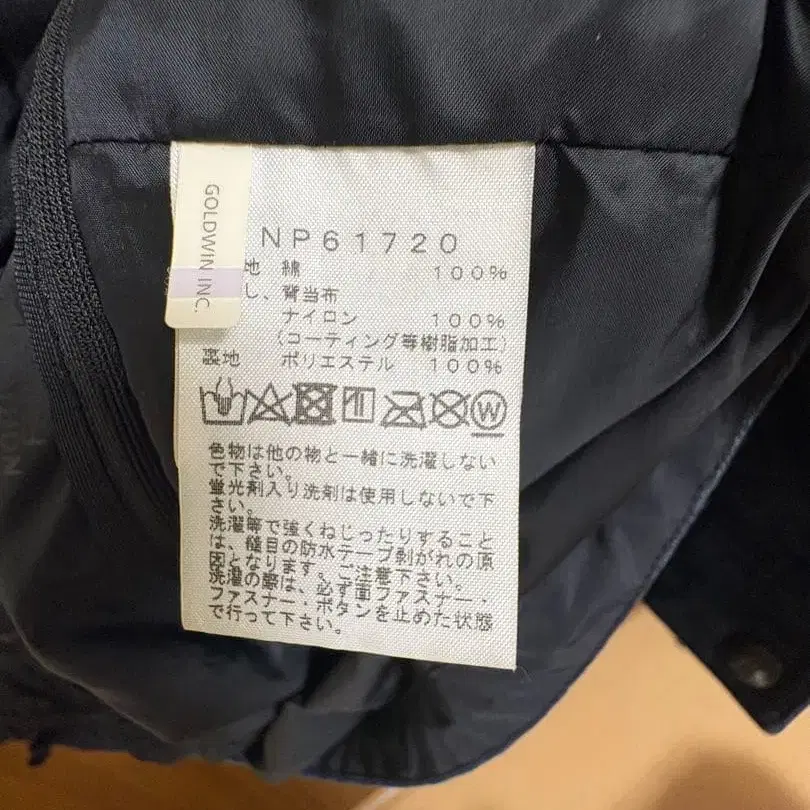 GOLDWIN INC.
NP61720
地 綿 100%
し、背当布
ナイロン 100%
(コーティング等樹脂加工)
裏地 ポリエステル 100%
W
色物は他の物と一緒に洗濯しない
で下さい。
蛍光剤入り洗剤は使用しないで下
さい。
洗濯等で強くねじったりすること
は、縫目の防水テープ剥がれの原
因となります。ご注意下さい。
洗濯の際は、必ず面ファスナー・
ファスナー・ボタンを止めた状態
で行って下さい。